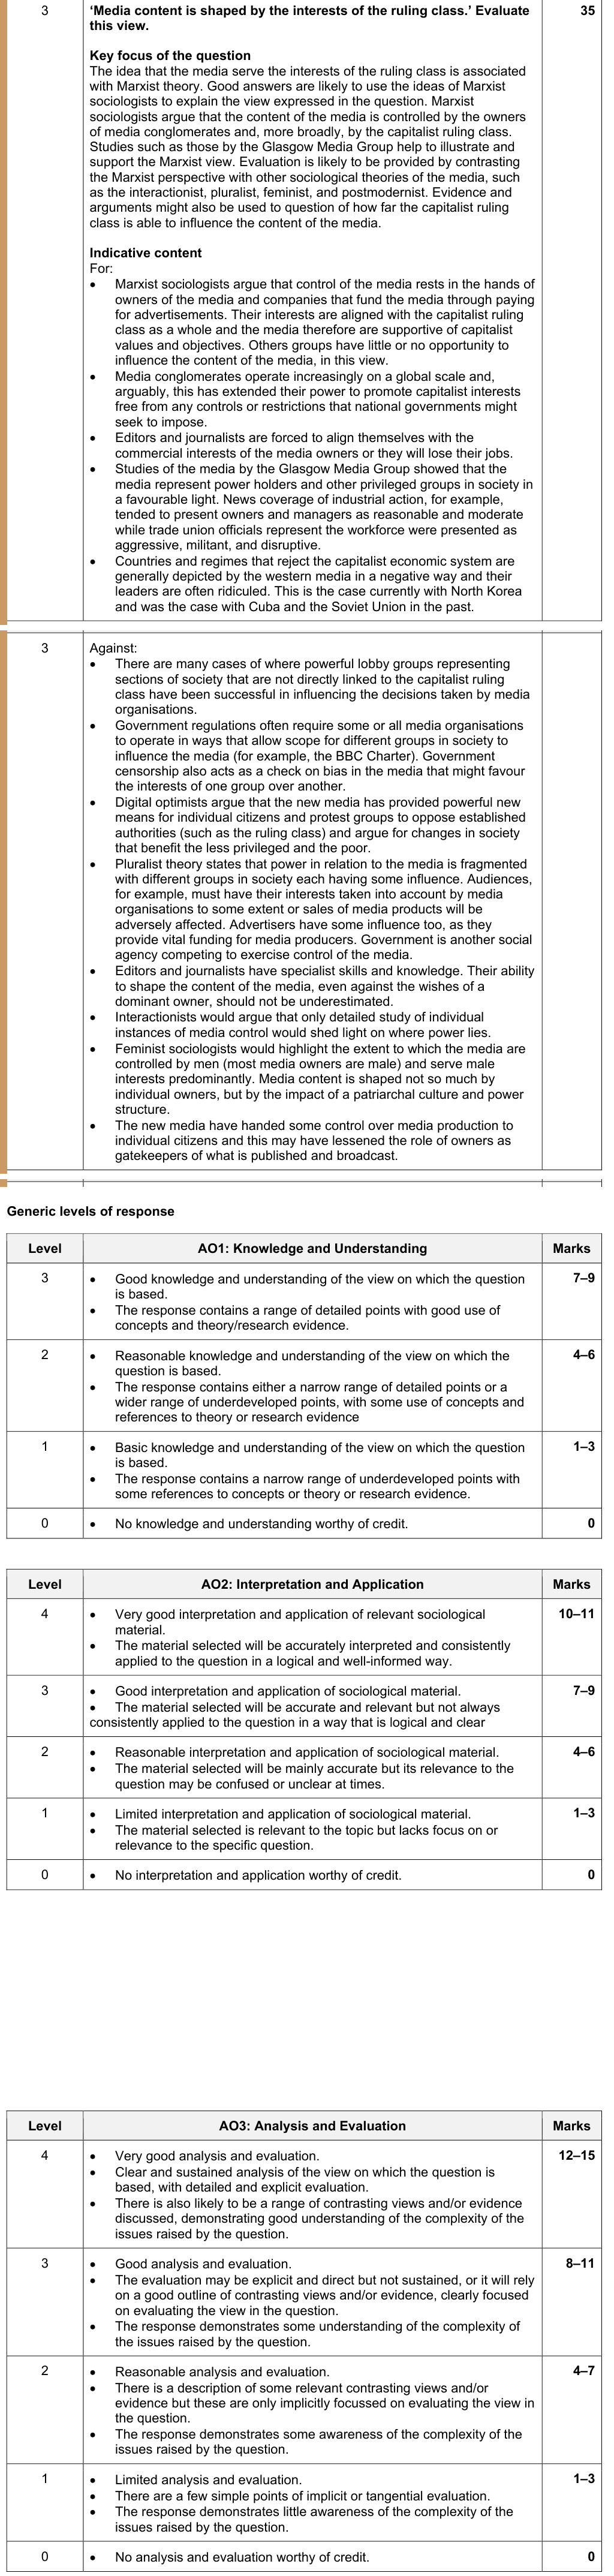 3
‘Media content is shaped by the interests of the ruling class.’ Evaluate
this view.
35
Key focus of the question
The idea that the media serve the interests of the ruling class is associated
with Marxist theory. Good answers are likely to use the ideas of Marxist
sociologists to explain the view expressed in the question. Marxist
sociologists argue that the content of the media is controlled by the owners
of media conglomerates and, more broadly, by the capitalist ruling class.
Studies such as those by the Glasgow Media Group help to illustrate and
support the Marxist view. Evaluation is likely to be provided by contrasting
the Marxist perspective with other sociological theories of the media, such
as the interactionist, pluralist, feminist, and postmodernist. Evidence and
arguments might also be used to question of how far the capitalist ruling
class is able to influence the content of the media.
Indicative content
For:
• Marxist sociologists argue that control of the media rests in the hands of
owners of the media and companies that fund the media through paying
for advertisements. Their interests are aligned with the capitalist ruling
class as a whole and the media therefore are supportive of capitalist
values and objectives. Others groups have little or no opportunity to
influence the content of the media, in this view.
• Media conglomerates operate increasingly on a global scale and,
arguably, this has extended their power to promote capitalist interests
free from any controls or restrictions that national governments might
seek to impose.
• Editors and journalists are forced to align themselves with the
commercial interests of the media owners or they will lose their jobs.
• Studies of the media by the Glasgow Media Group showed that the
media represent power holders and other privileged groups in society in
a favourable light. News coverage of industrial action, for example,
tended to present owners and managers as reasonable and moderate
while trade union officials represent the workforce were presented as
aggressive, militant, and disruptive.
• Countries and regimes that reject the capitalist economic system are
generally depicted by the western media in a negative way and their
leaders are often ridiculed. This is the case currently with North Korea
and was the case with Cuba and the Soviet Union in the past.
3
Against:
• There are many cases of where powerful lobby groups representing
sections of society that are not directly linked to the capitalist ruling
class have been successful in influencing the decisions taken by media
organisations.
• Government regulations often require some or all media organisations
to operate in ways that allow scope for different groups in society to
influence the media (for example, the BBC Charter). Government
censorship also acts as a check on bias in the media that might favour
the interests of one group over another.
• Digital optimists argue that the new media has provided powerful new
means for individual citizens and protest groups to oppose established
authorities (such as the ruling class) and argue for changes in society
that benefit the less privileged and the poor.
• Pluralist theory states that power in relation to the media is fragmented
with different groups in society each having some influence. Audiences,
for example, must have their interests taken into account by media
organisations to some extent or sales of media products will be
adversely affected. Advertisers have some influence too, as they
provide vital funding for media producers. Government is another social
agency competing to exercise control of the media.
• Editors and journalists have specialist skills and knowledge. Their ability
to shape the content of the media, even against the wishes of a
dominant owner, should not be underestimated.
• Interactionists would argue that only detailed study of individual
instances of media control would shed light on where power lies.
• Feminist sociologists would highlight the extent to which the media are
controlled by men (most media owners are male) and serve male
interests predominantly. Media content is shaped not so much by
individual owners, but by the impact of a patriarchal culture and power
structure.
• The new media have handed some control over media production to
individual citizens and this may have lessened the role of owners as
gatekeepers of what is published and broadcast.
Generic levels of response
Level AO1: Knowledge and Understanding Marks
3 • Good knowledge and understanding of the view on which the question 7–9
is based.
• The response contains a range of detailed points with good use of
concepts and theory/research evidence.
2 • Reasonable knowledge and understanding of the view on which the 4–6
question is based.
• The response contains either a narrow range of detailed points or a
wider range of underdeveloped points, with some use of concepts and
references to theory or research evidence
1 • Basic knowledge and understanding of the view on which the question 1–3
is based.
• The response contains a narrow range of underdeveloped points with
some references to concepts or theory or research evidence.
0 • No knowledge and understanding worthy of credit. 0
Level AO2: Interpretation and Application Marks
4 • Very good interpretation and application of relevant sociological 10–11
material.
• The material selected will be accurately interpreted and consistently
applied to the question in a logical and well-informed way.
3 • Good interpretation and application of sociological material. 7–9
• The material selected will be accurate and relevant but not always
consistently applied to the question in a way that is logical and clear
2 • Reasonable interpretation and application of sociological material. 4–6
• The material selected will be mainly accurate but its relevance to the
question may be confused or unclear at times.
1 • Limited interpretation and application of sociological material. 1–3
• The material selected is relevant to the topic but lacks focus on or
relevance to the specific question.
0 • No interpretation and application worthy of credit. 0
Level AO3: Analysis and Evaluation Marks
4 • Very good analysis and evaluation. 12–15
• Clear and sustained analysis of the view on which the question is
based, with detailed and explicit evaluation.
• There is also likely to be a range of contrasting views and/or evidence
discussed, demonstrating good understanding of the complexity of the
issues raised by the question.
3 • Good analysis and evaluation. 8–11
• The evaluation may be explicit and direct but not sustained, or it will rely
on a good outline of contrasting views and/or evidence, clearly focused
on evaluating the view in the question.
• The response demonstrates some understanding of the complexity of
the issues raised by the question.
2 • Reasonable analysis and evaluation. 4–7
• There is a description of some relevant contrasting views and/or
evidence but these are only implicitly focussed on evaluating the view in
the question.
• The response demonstrates some awareness of the complexity of the
issues raised by the question.
1 • Limited analysis and evaluation. 1–3
• There are a few simple points of implicit or tangential evaluation.
• The response demonstrates little awareness of the complexity of the
issues raised by the question.
0 • No analysis and evaluation worthy of credit. 0